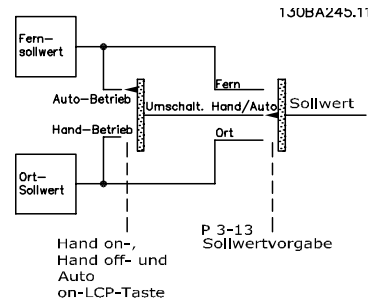 130BA245.11
Fern-
sollwert
Auto-Betrieb
Hand-Betrieb
Fern
Umschalt. Hand/Auto
Sollwert
Ort
Ort-
Sollwert
Hand on-,
Hand off- und
Auto
on-LCP-Taste
P 3-13
Sollwertvorgabe